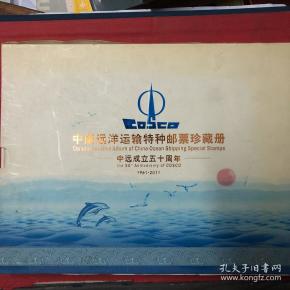 COSCO
中国远洋运输特种邮票珍藏册
Album of China Ocean Shipping Special Stamps
中远成立五十周年
the 50th Anniversary of COSCO
1961-2011
孔夫子旧书网